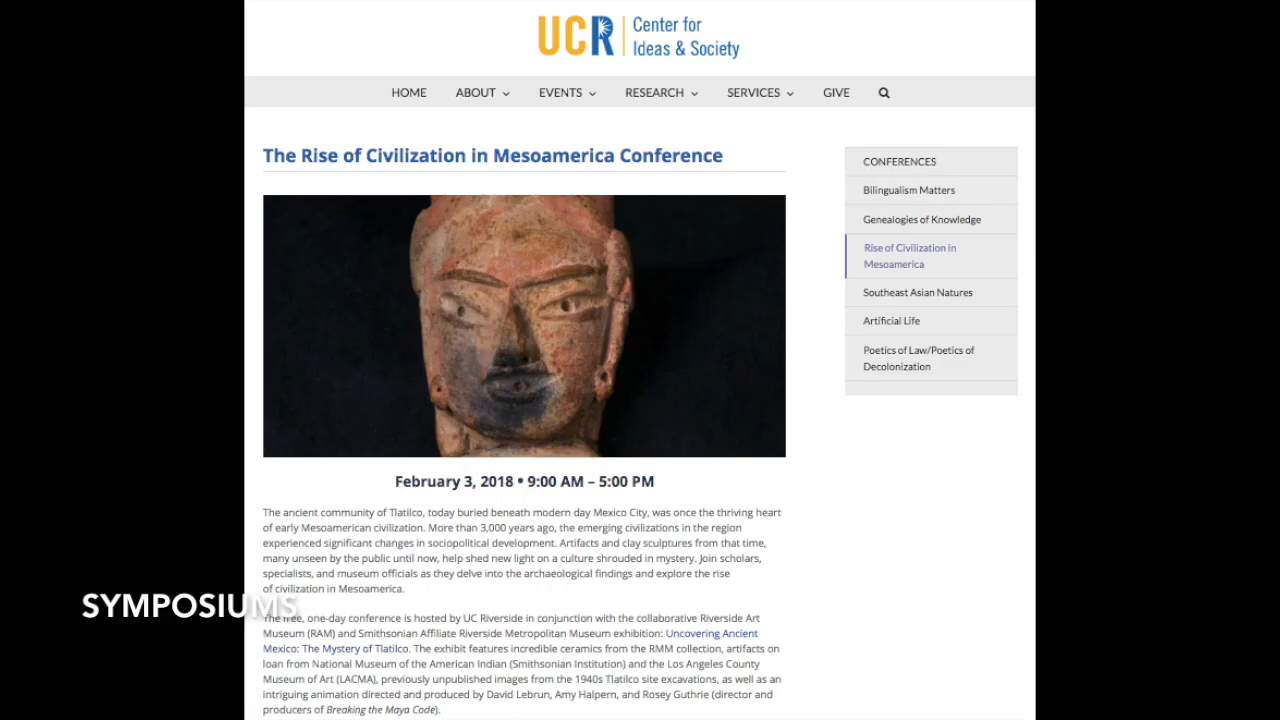 UCR Center for
Ideas & Society
HOME ABOUT EVENTS RESEARCH SERVICES GIVE
The Rise of Civilization in Mesoamerica Conference
February 3, 2018 • 9:00 AM – 5:00 PM
The ancient community of Tlatilco, today buried beneath modern day Mexico City, was once the thriving heart
of early Mesoamerican civilization. More than 3,000 years ago, the emerging civilizations in the region
experienced significant changes in sociopolitical development. Artifacts and clay sculptures from that time,
many unseen by the public until now, help shed new light on a culture shrouded in mystery. Join scholars,
specialists, and museum officials as they delve into the archaeological findings and explore the rise
of civilization in Mesoamerica.
The free, one-day conference is hosted by UC Riverside in conjunction with the collaborative Riverside Art
Museum (RAM) and Smithsonian Affiliate Riverside Metropolitan Museum exhibition: Uncovering Ancient
Mexico: The Mystery of Tlatilco. The exhibit features incredible ceramics from the RMM collection, artifacts on
loan from National Museum of the American Indian (Smithsonian Institution) and the Los Angeles County
Museum of Art (LACMA), previously unpublished images from the 1940s Tlatilco site excavations, as well as an
intriguing animation directed and produced by David Lebrun, Amy Halpern, and Rosey Guthrie (director and
producers of Breaking the Maya Code).
CONFERENCES
Bilingualism Matters
Genealogies of Knowledge
Rise of Civilization in
Mesoamerica
Southeast Asian Natures
Artificial Life
Poetics of Law/Poetics of
Decolonization
SYMPOSIUMS